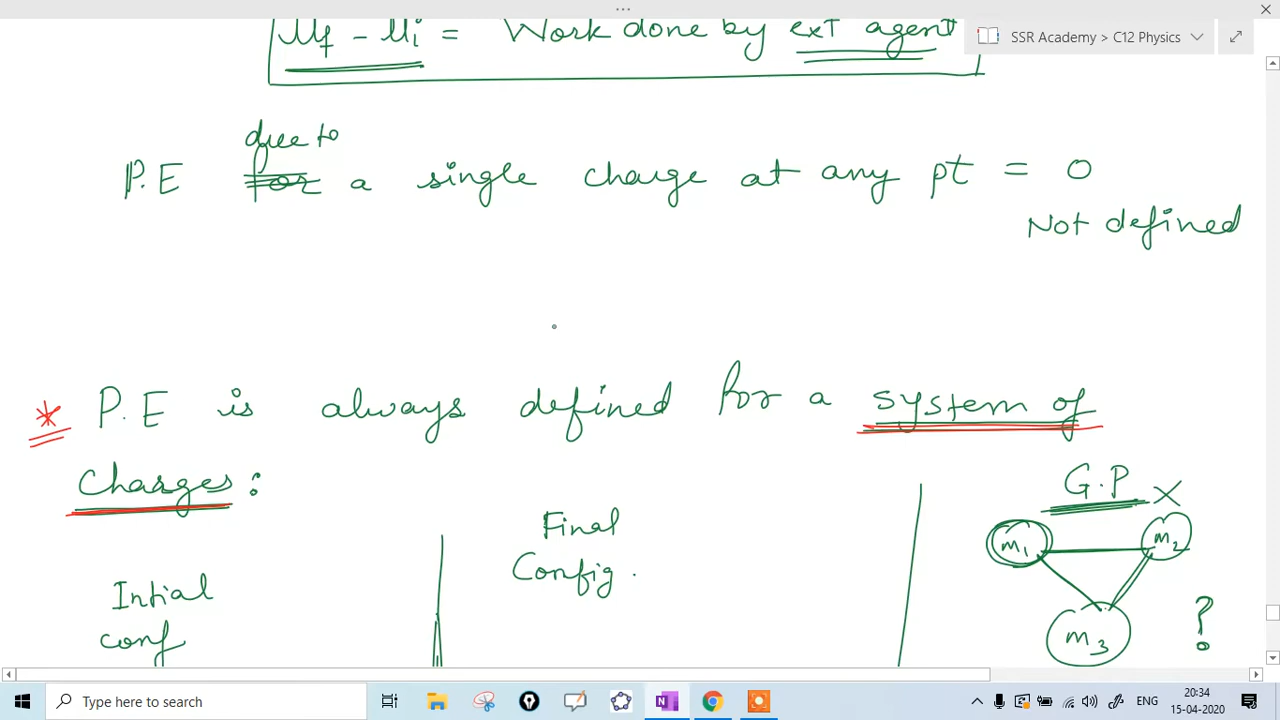 SSR Academy > C12 Physics
Uf - Ui = Work done by ext agent
due to
P.E for a single charge at any pt = 0
Not defined
* P.E is always defined for a system of
Charges :
G.P X
Final
Config.
m1 m2
Intial
conf
m3 ?
Type here to search
ENG
20:34
15-04-2020